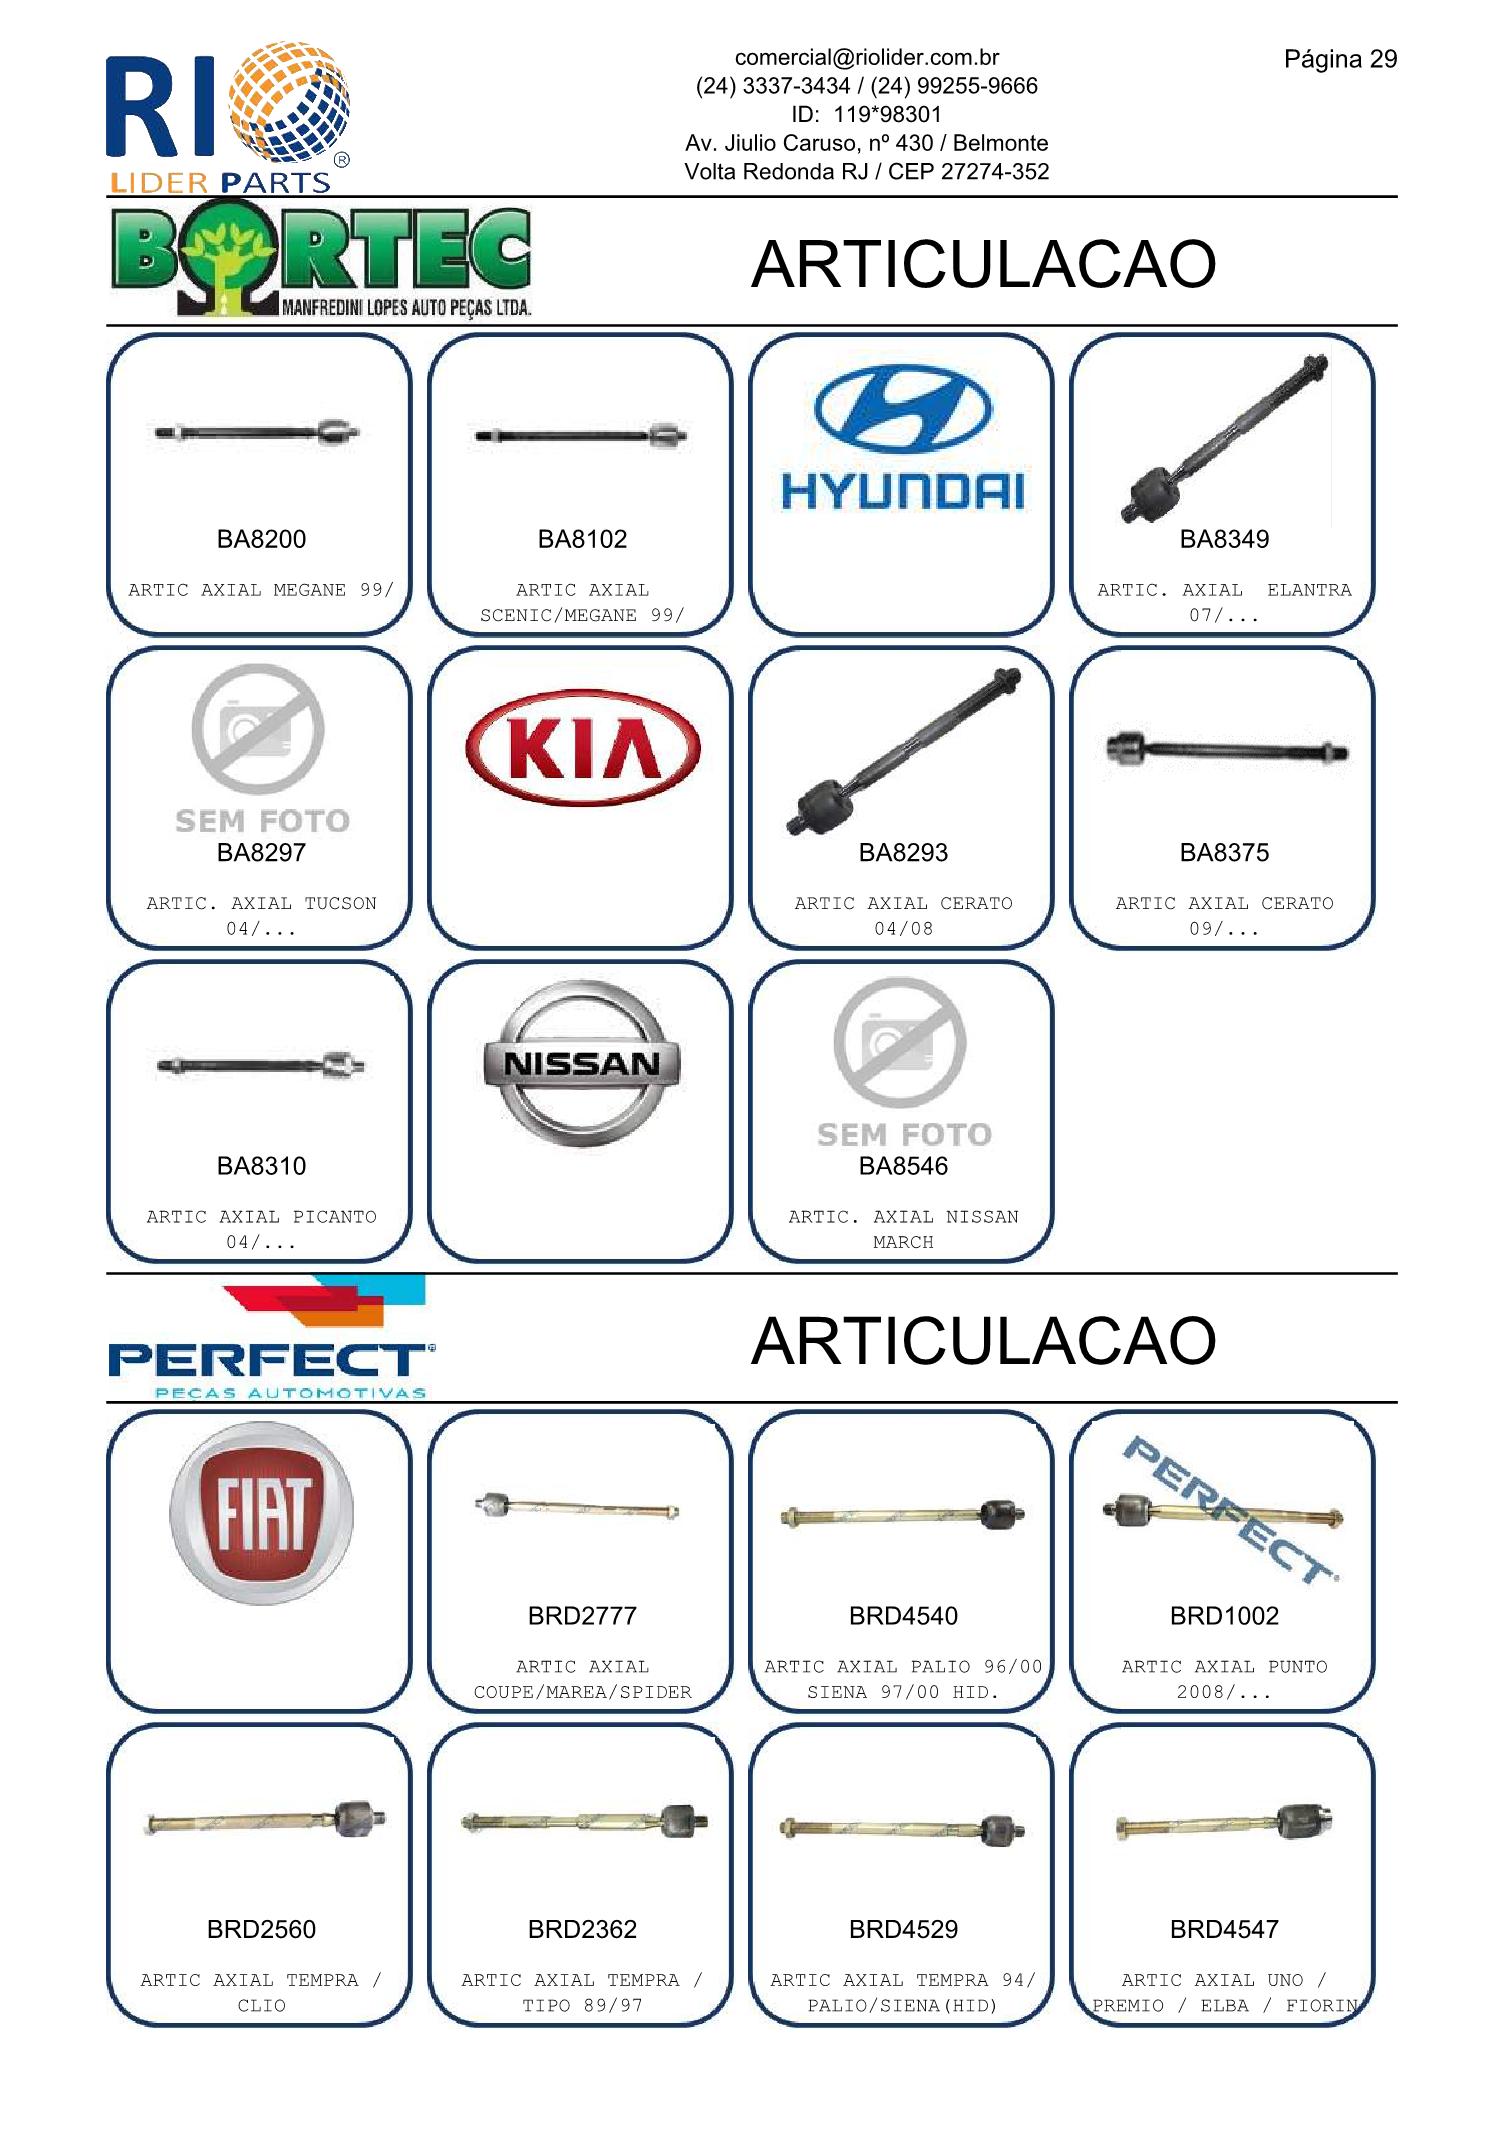 RIO
®
LIDER PARTS
comercial@riolider.com.br
(24) 3337-3434 / (24) 99255-9666
ID: 119*98301
Av. Jiulio Caruso, nº 430 / Belmonte
Volta Redonda RJ / CEP 27274-352
Página 29
BORTEC
MANFREDINI LOPES AUTO PEÇAS LTDA.
ARTICULACAO
BA8200
ARTIC AXIAL MEGANE 99/
BA8102
ARTIC AXIAL
SCENIC/MEGANE 99/
HYUNDAI
BA8349
ARTIC. AXIAL ELANTRA
07/...
SEM FOTO
BA8297
ARTIC. AXIAL TUCSON
04/...
KIA
BA8293
ARTIC AXIAL CERATO
04/08
BA8375
ARTIC AXIAL CERATO
09/...
BA8310
ARTIC AXIAL PICANTO
04/...
NISSAN
SEM FOTO
BA8546
ARTIC. AXIAL NISSAN
MARCH
PERFECT®
PEÇAS AUTOMOTIVAS
ARTICULACAO
FIAT
BRD2777
ARTIC AXIAL
COUPE/MAREA/SPIDER
BRD4540
ARTIC AXIAL PALIO 96/00
SIENA 97/00 HID.
PERFECT®
BRD1002
ARTIC AXIAL PUNTO
2008/...
BRD2560
ARTIC AXIAL TEMPRA /
CLIO
BRD2362
ARTIC AXIAL TEMPRA /
TIPO 89/97
BRD4529
ARTIC AXIAL TEMPRA 94/
PALIO/SIENA(HID)
BRD4547
ARTIC AXIAL UNO /
PREMIO / ELBA / FIORIN